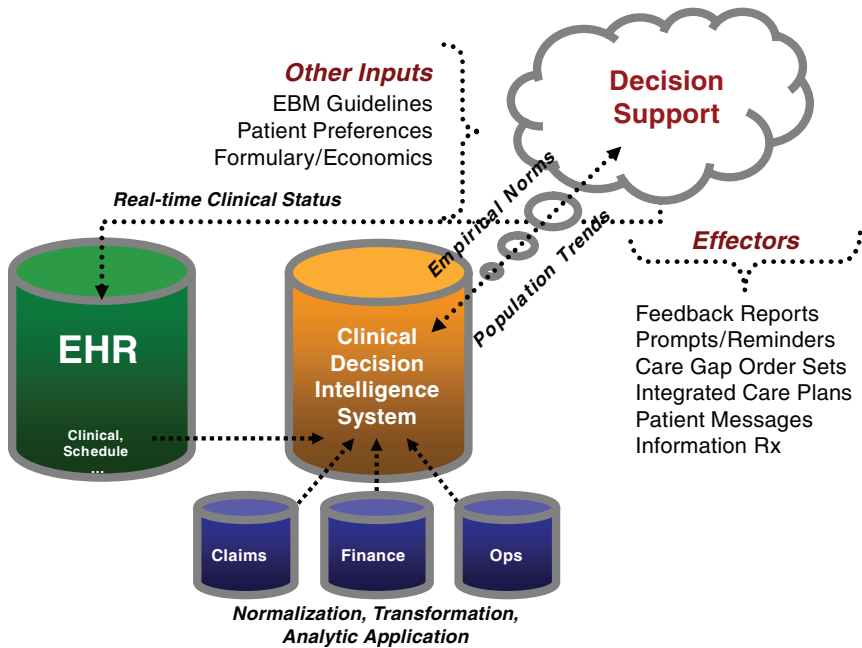 Other Inputs
EBM Guidelines
Patient Preferences
Formulary/Economics
Decision
Support
Real-time Clinical Status
Empirical Norms
Population Trends
Effectors
Feedback Reports
Prompts/Reminders
Care Gap Order Sets
Integrated Care Plans
Patient Messages
Information Rx
EHR
Clinical,
Schedule
...
Clinical
Decision
Intelligence
System
Claims
Finance
Ops
Normalization, Transformation,
Analytic Application